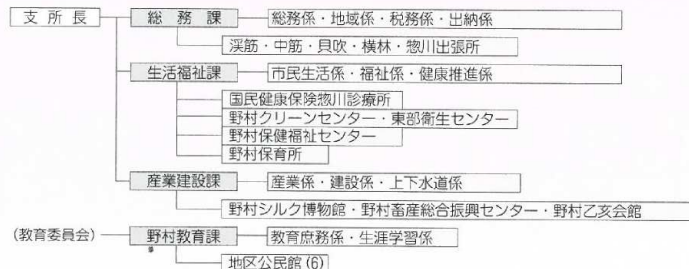 支所長 総務課 総務係・地域係・税務係・出納係
渓筋・中筋・貝吹・横林・惣川出張所
生活福祉課 市民生活係・福祉係・健康推進係
国民健康保険惣川診療所
野村クリーンセンター・東部衛生センター
野村保健福祉センター
野村保育所
産業建設課 産業係・建設係・上下水道係
野村シルク博物館・野村畜産総合振興センター・野村乙亥会館
(教育委員会) 野村教育課 教育庶務係・生涯学習係
地区公民館(6)